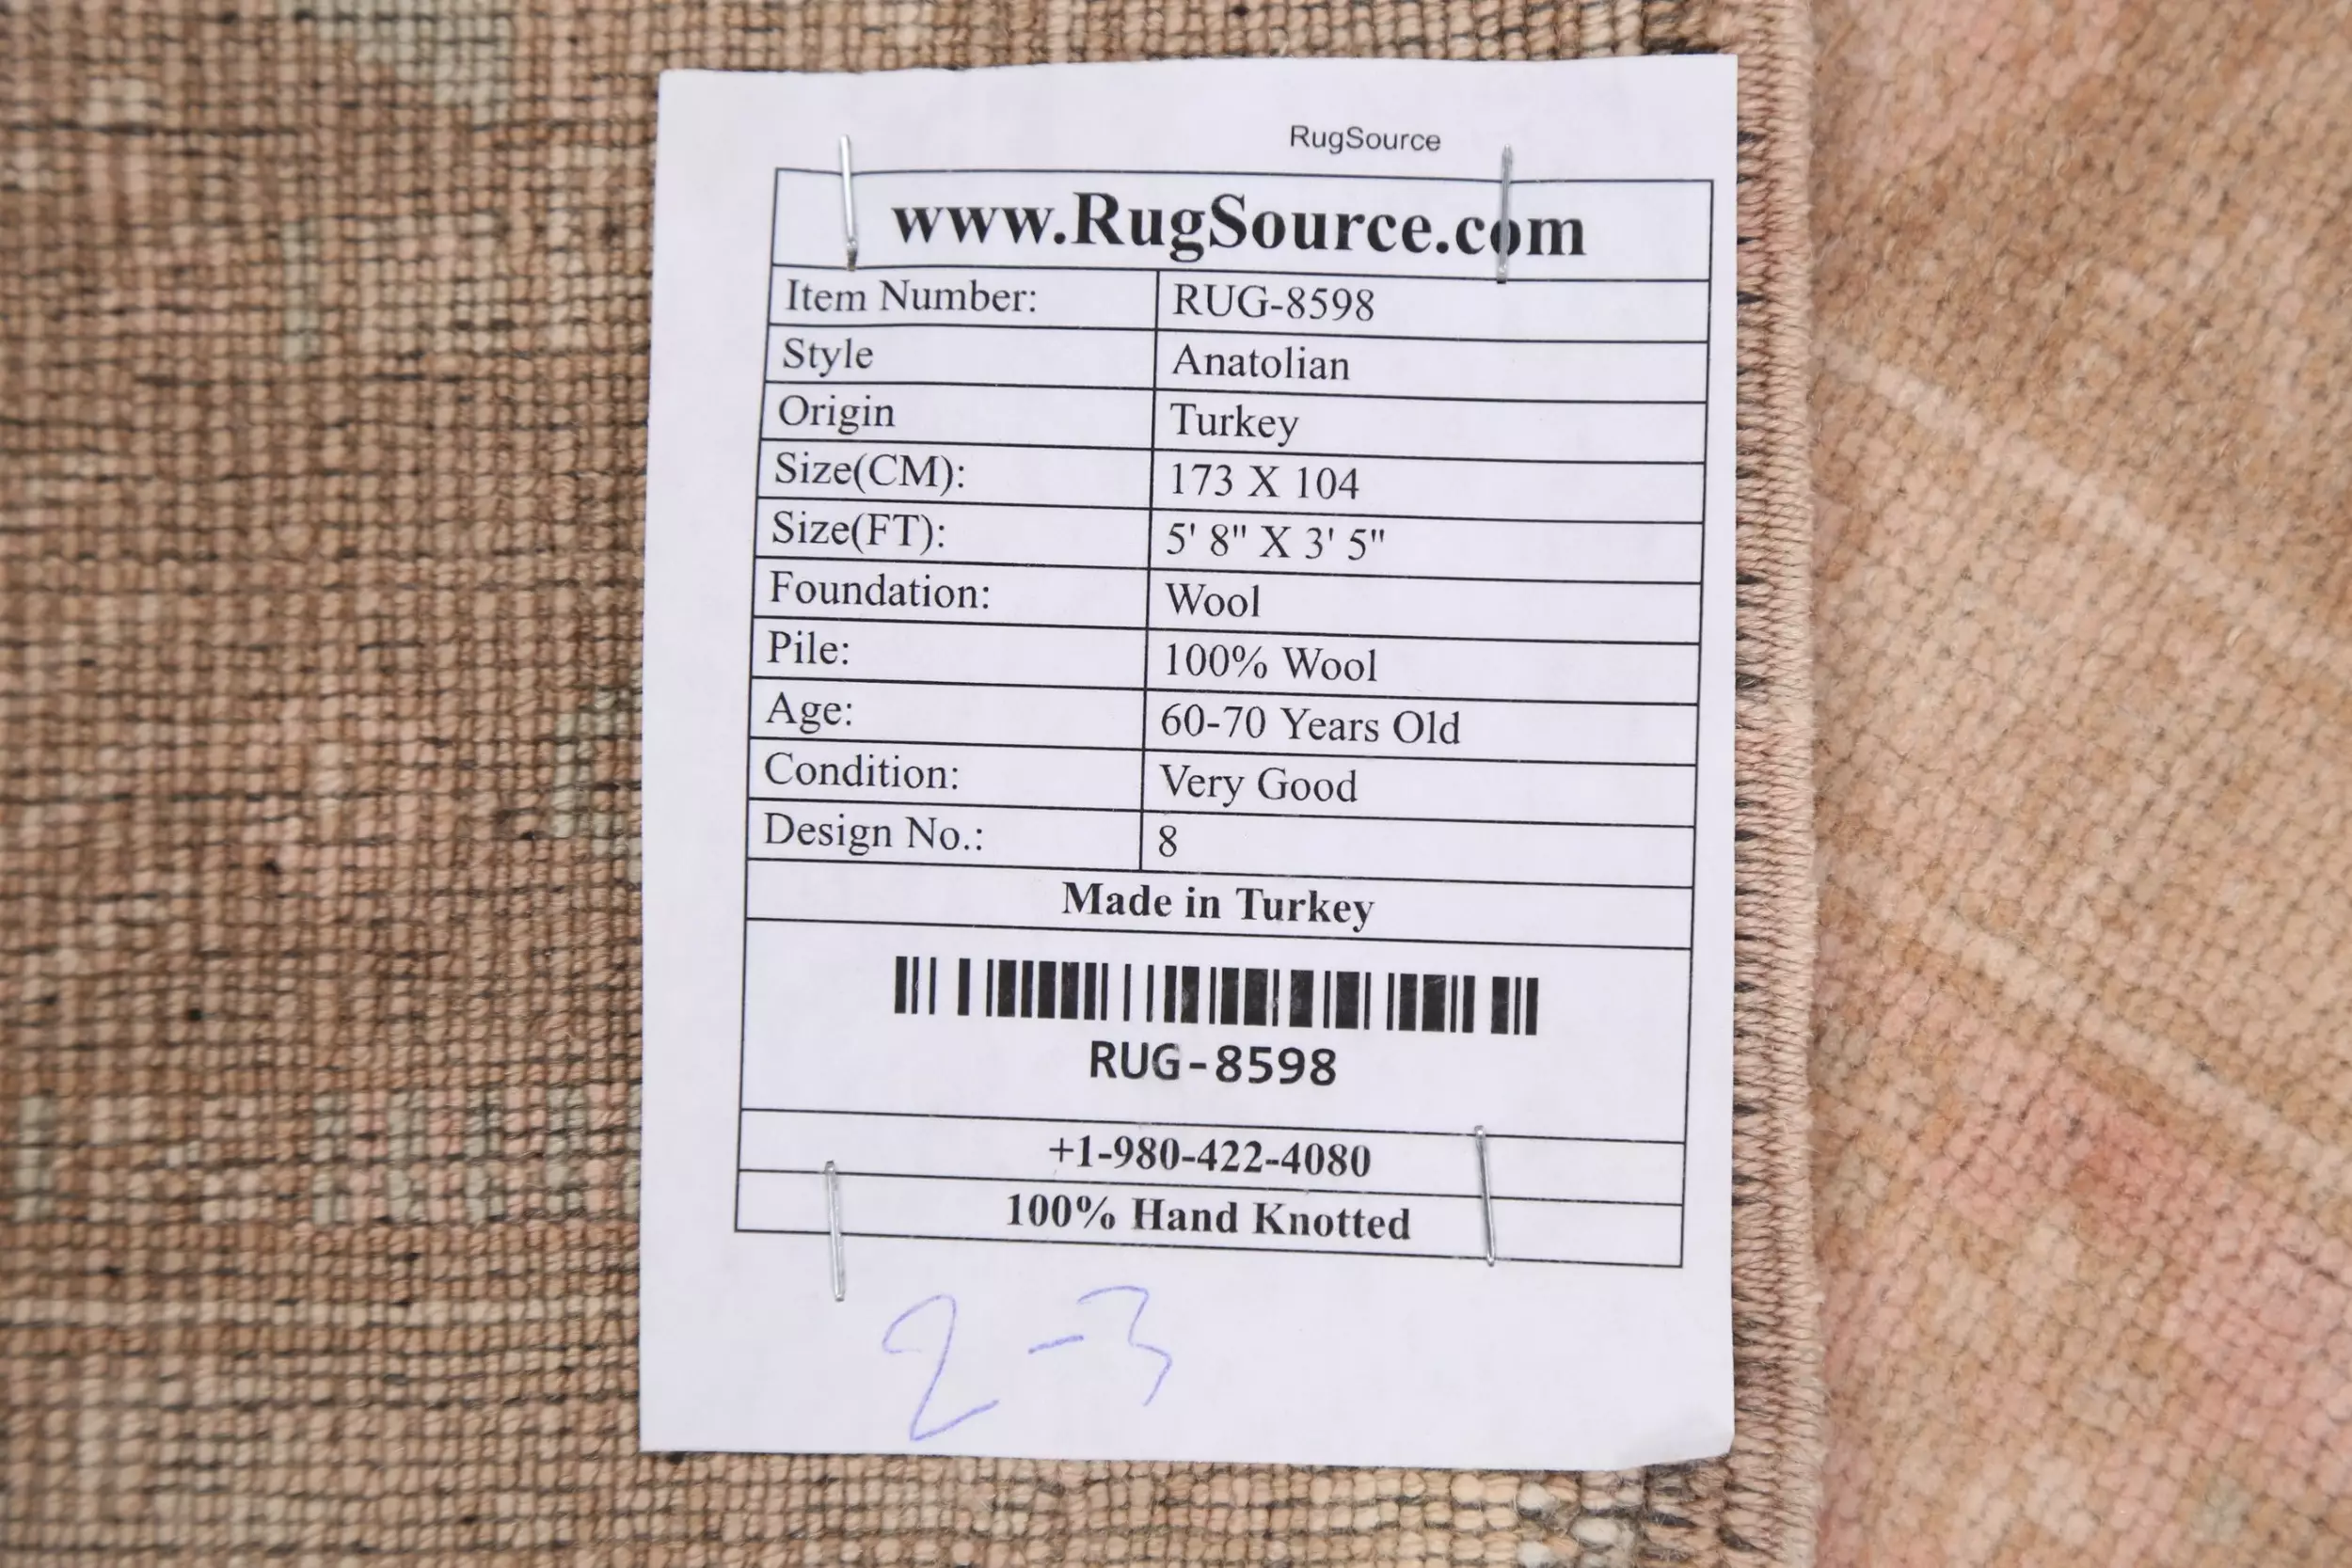 RugSource
www.RugSource.com
Item Number: RUG-8598
Style Anatolian
Origin Turkey
Size(CM): 173 X 104
Size(FT): 5' 8" X 3' 5"
Foundation: Wool
Pile: 100% Wool
Age: 60-70 Years Old
Condition: Very Good
Design No.: 8
Made in Turkey
RUG-8598
+1-980-422-4080
100% Hand Knotted
2-3